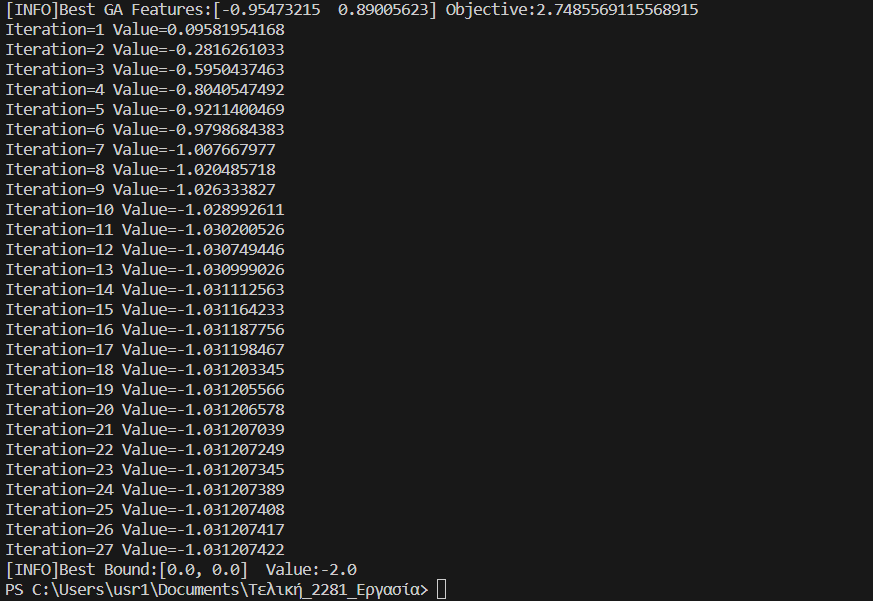 [INFO]Best GA Features:[-0.95473215  0.89005623] Objective:2.7485569115568915
Iteration=1 Value=0.09581954168
Iteration=2 Value=-0.2816261033
Iteration=3 Value=-0.5950437463
Iteration=4 Value=-0.8040547492
Iteration=5 Value=-0.9211400469
Iteration=6 Value=-0.9798684383
Iteration=7 Value=-1.007667977
Iteration=8 Value=-1.020485718
Iteration=9 Value=-1.026333827
Iteration=10 Value=-1.028992611
Iteration=11 Value=-1.030200526
Iteration=12 Value=-1.030749446
Iteration=13 Value=-1.030999026
Iteration=14 Value=-1.031112563
Iteration=15 Value=-1.031164233
Iteration=16 Value=-1.031187756
Iteration=17 Value=-1.031198467
Iteration=18 Value=-1.031203345
Iteration=19 Value=-1.031205566
Iteration=20 Value=-1.031206578
Iteration=21 Value=-1.031207039
Iteration=22 Value=-1.031207249
Iteration=23 Value=-1.031207345
Iteration=24 Value=-1.031207389
Iteration=25 Value=-1.031207408
Iteration=26 Value=-1.031207417
Iteration=27 Value=-1.031207422
[INFO]Best Bound:[0.0, 0.0]  Value:-2.0
PS C:\Users\usr1\Documents\Τελική_2281_Εργασία>